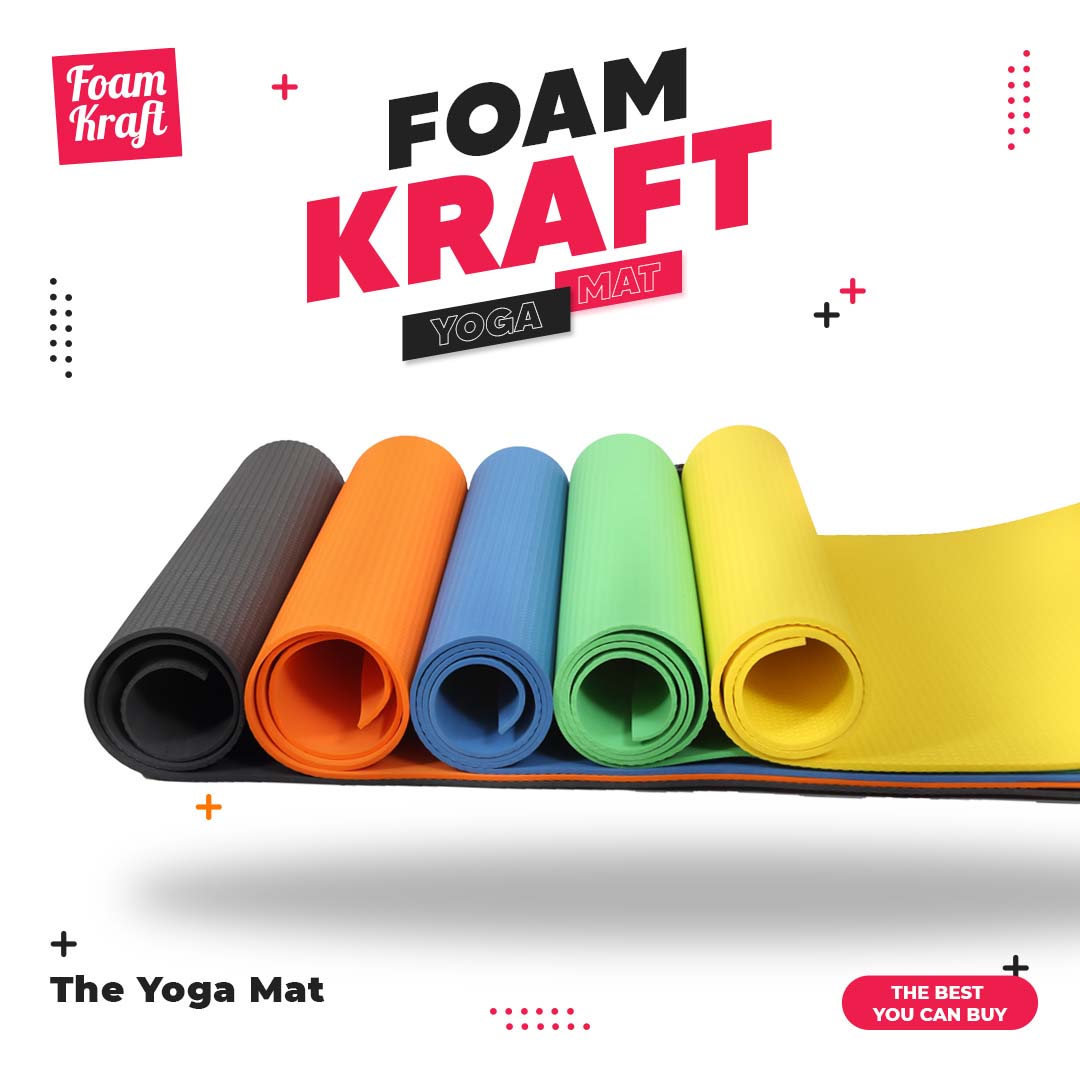 Foam
Kraft
FOAM
KRAFT
MAT
YOGA
The Yoga Mat
THE BEST
YOU CAN BUY